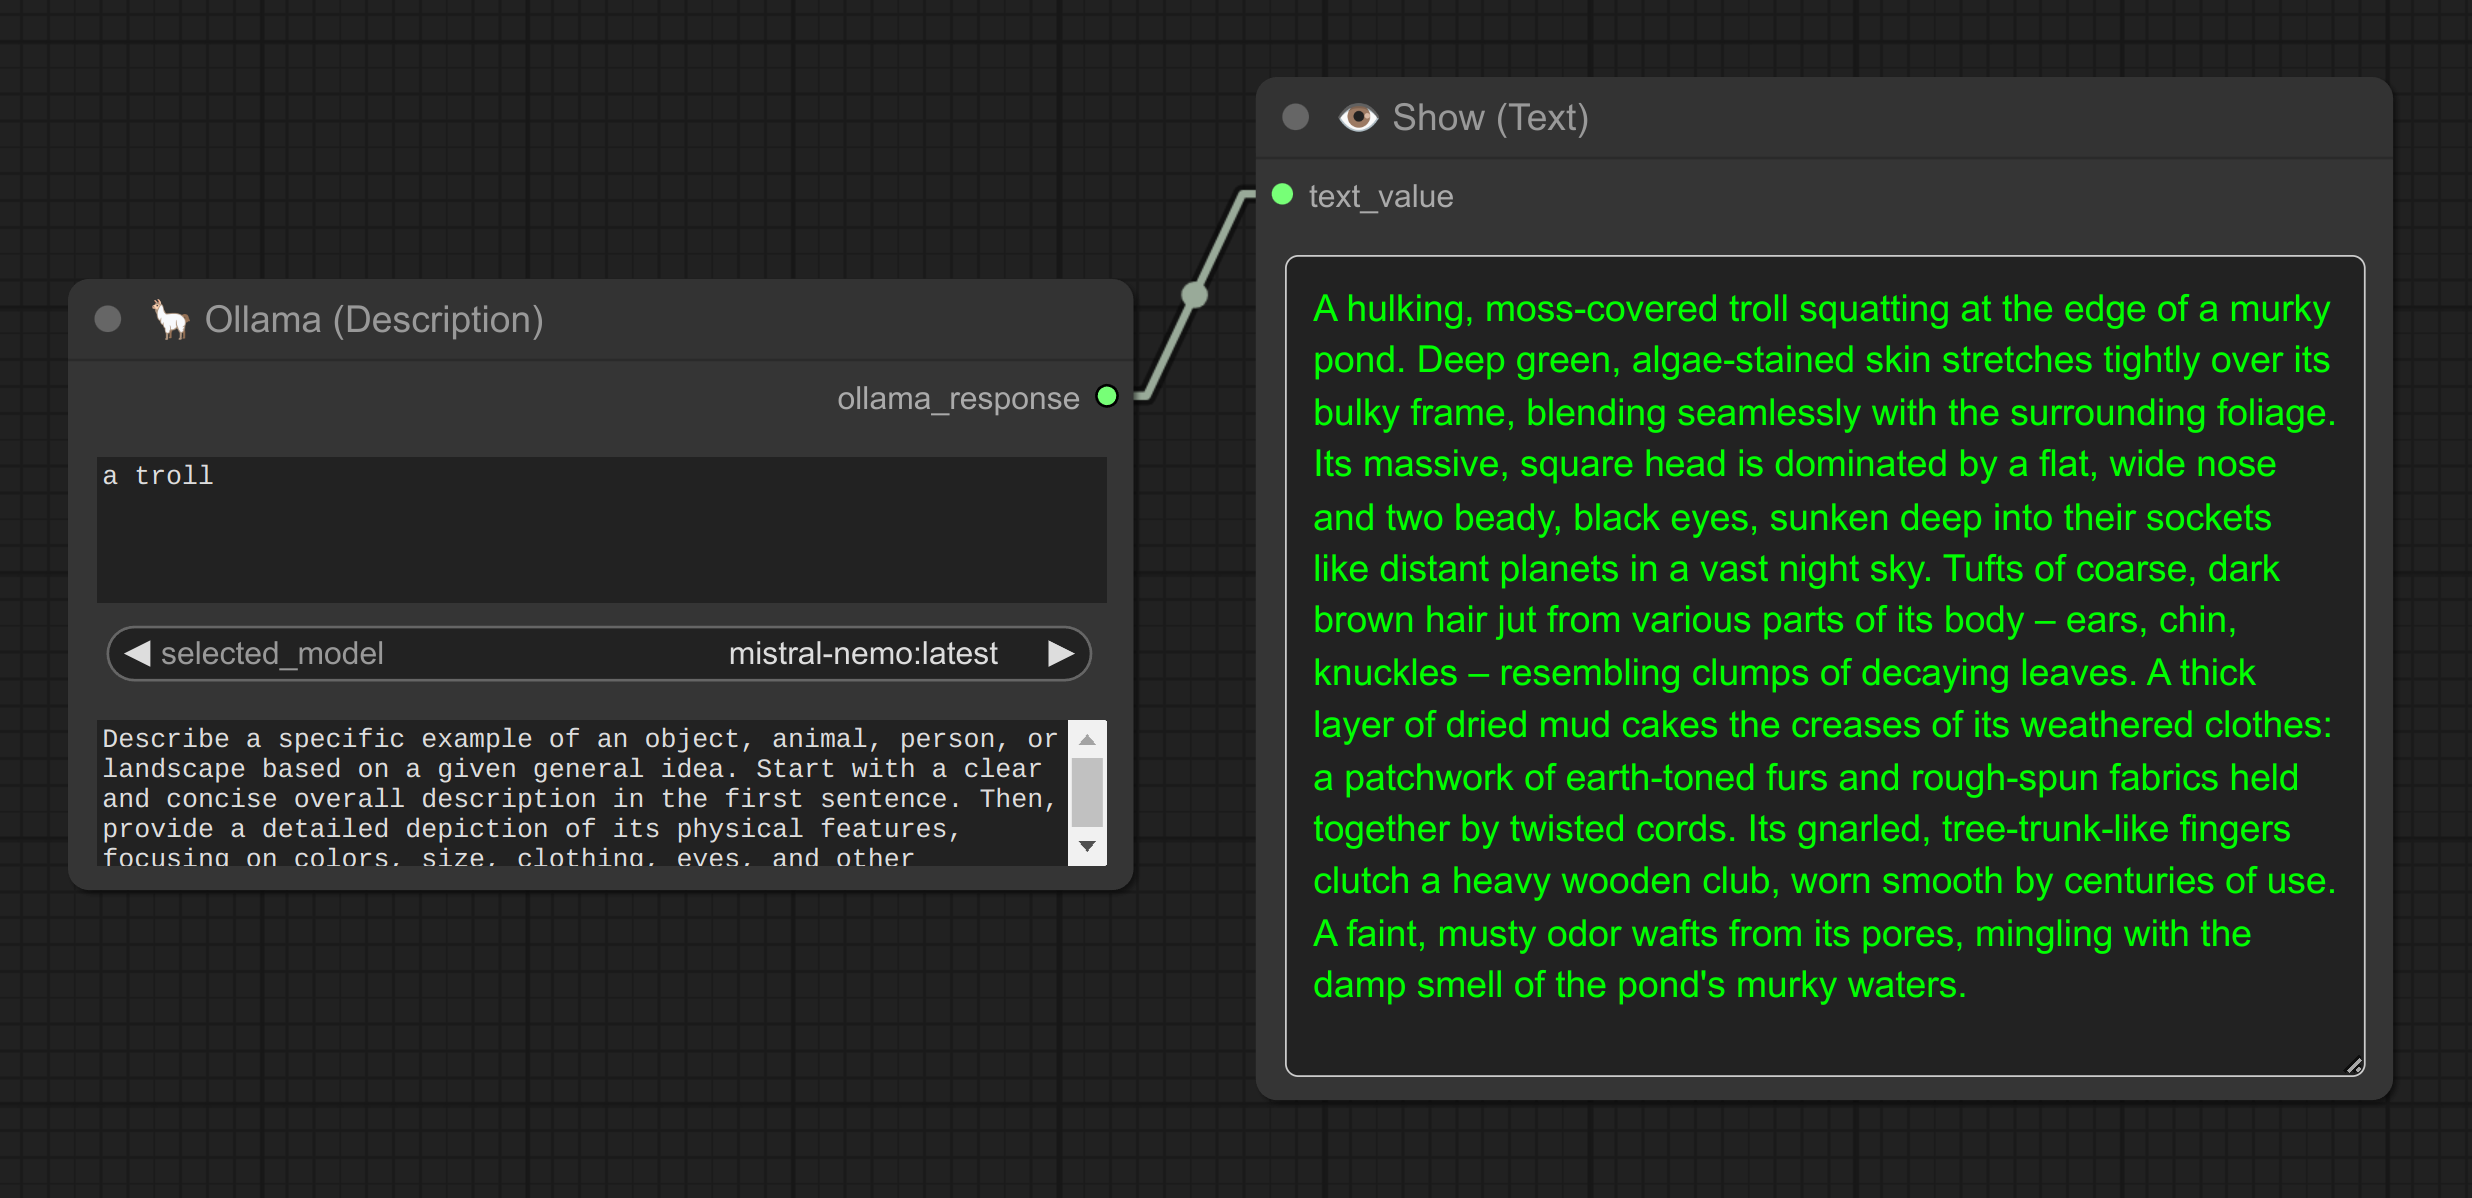 Ollama (Description)
ollama_response
a troll
selected_model mistral-nemo:latest
Describe a specific example of an object, animal, person, or
landscape based on a given general idea. Start with a clear
and concise overall description in the first sentence. Then,
provide a detailed depiction of its physical features,
focusing on colors, size, clothing, eyes, and other
Show (Text)
text_value
A hulking, moss-covered troll squatting at the edge of a murky
pond. Deep green, algae-stained skin stretches tightly over its
bulky frame, blending seamlessly with the surrounding foliage.
Its massive, square head is dominated by a flat, wide nose
and two beady, black eyes, sunken deep into their sockets
like distant planets in a vast night sky. Tufts of coarse, dark
brown hair jut from various parts of its body – ears, chin,
knuckles – resembling clumps of decaying leaves. A thick
layer of dried mud cakes the creases of its weathered clothes:
a patchwork of earth-toned furs and rough-spun fabrics held
together by twisted cords. Its gnarled, tree-trunk-like fingers
clutch a heavy wooden club, worn smooth by centuries of use.
A faint, musty odor wafts from its pores, mingling with the
damp smell of the pond's murky waters.